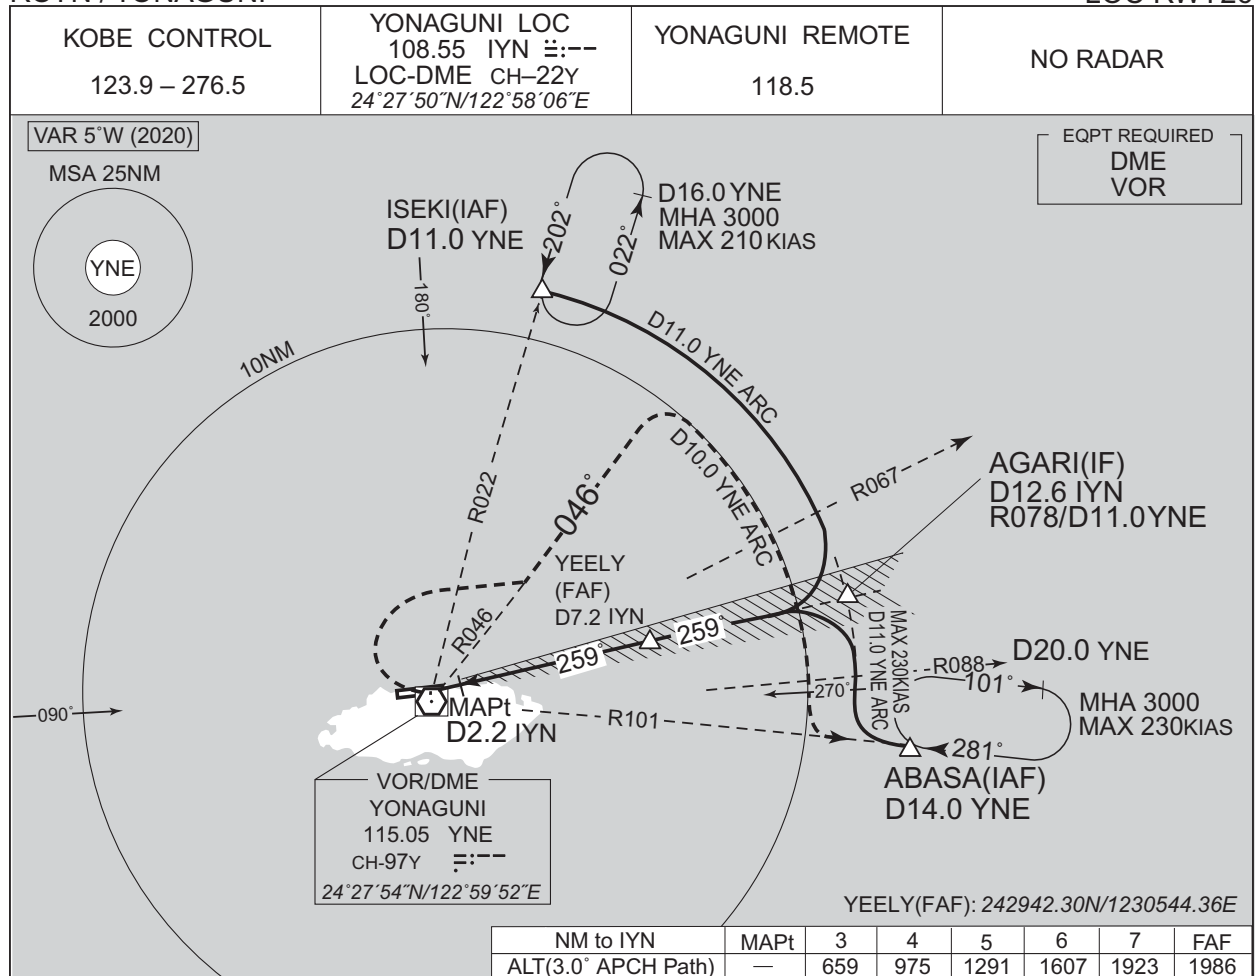 KOBE CONTROL
123.9 – 276.5
YONAGUNI LOC
108.55 IYN
LOC-DME CH–22Y
24°27′50″N/122°58′06″E
YONAGUNI REMOTE
118.5
NO RADAR
VAR 5°W (2020)
MSA 25NM
YNE
2000
EQPT REQUIRED
DME
VOR
ISEKI(IAF)
D11.0 YNE
180°
202°
022°
D16.0 YNE
MHA 3000
MAX 210 KIAS
10NM
D11.0 YNE ARC
D10.0 YNE ARC
R022
046°
R046
R067
AGARI(IF)
D12.6 IYN
R078/D11.0YNE
YEELY
(FAF)
D7.2 IYN
259°
259°
MAX 230KIAS
D11.0 YNE ARC
R088
D20.0 YNE
270°
101°
MHA 3000
MAX 230KIAS
281°
090°
MAPt
D2.2 IYN
R101
ABASA(IAF)
D14.0 YNE
VOR/DME
YONAGUNI
115.05 YNE
CH-97Y
24°27′54″N/122°59′52″E
YEELY(FAF): 242942.30N/1230544.36E
NM to IYN MAPt 3 4 5 6 7 FAF
ALT(3.0° APCH Path) — 659 975 1291 1607 1923 1986